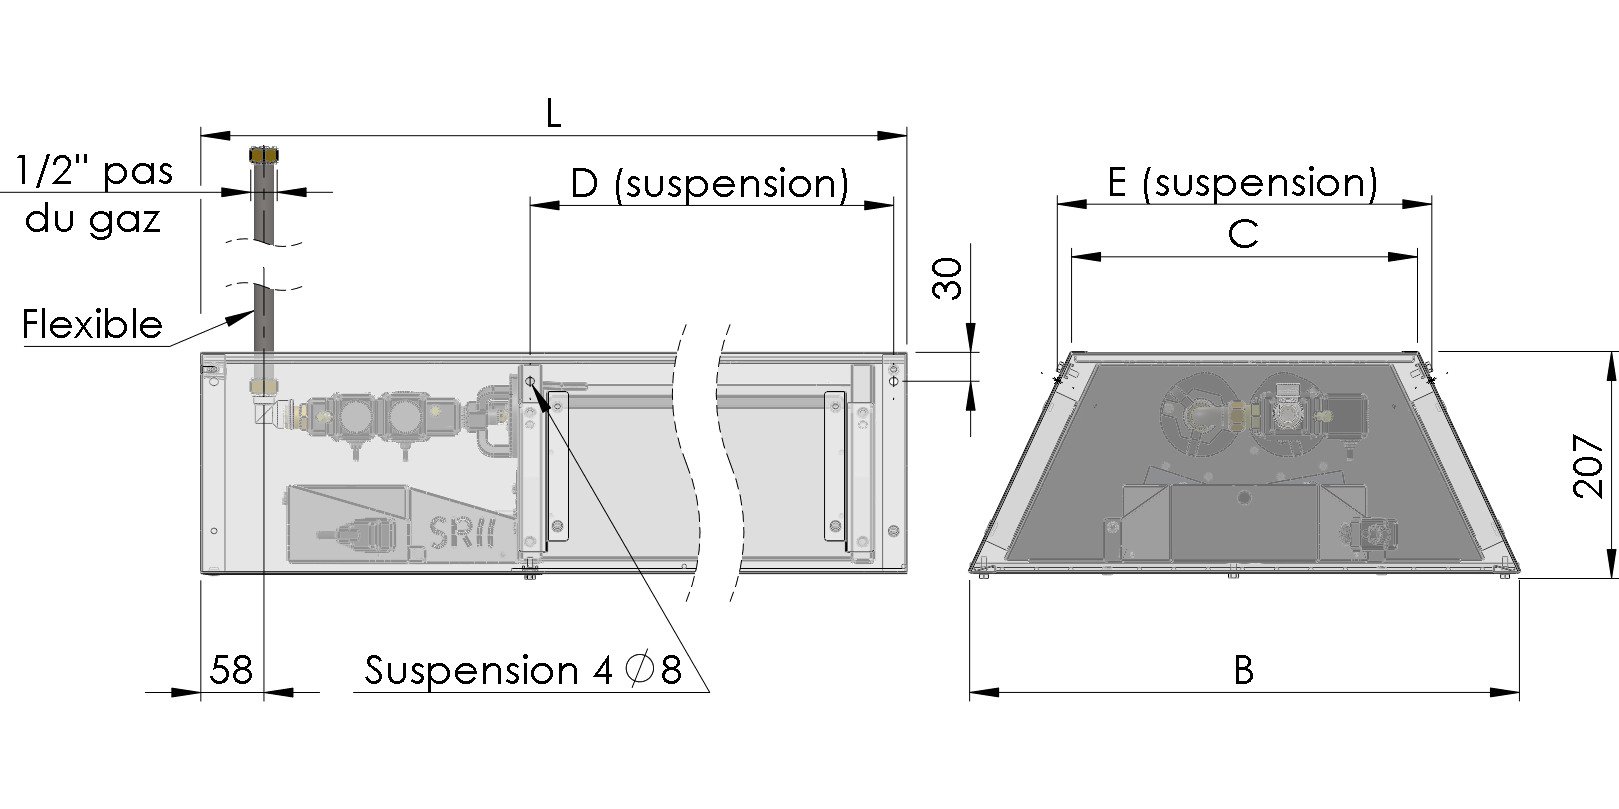 L
1/2" pas
du gaz
D (suspension)
E (suspension)
C
30
Flexible
207
SRII
58
Suspension 4 ∅8
B